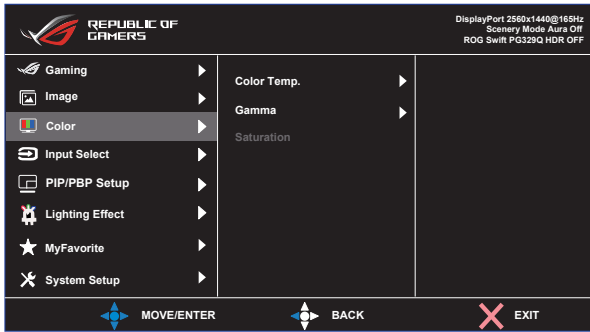 REPUBLIC OF
GAMERS
DisplayPort 2560x1440@165Hz
Scenery Mode Aura Off
ROG Swift PG329Q HDR OFF
Gaming
Image
Color
Input Select
PIP/PBP Setup
Lighting Effect
MyFavorite
System Setup
Color Temp.
Gamma
Saturation
MOVE/ENTER
BACK
EXIT